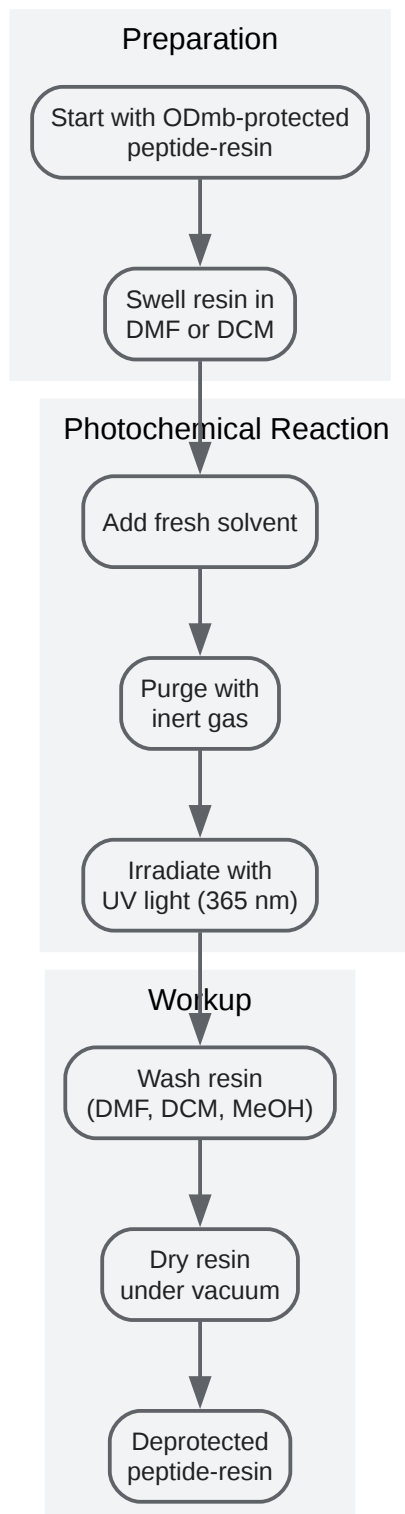 Preparation
Start with ODmb-protected
peptide-resin
Swell resin in
DMF or DCM
Photochemical Reaction
Add fresh solvent
Purge with
inert gas
Irradiate with
UV light (365 nm)
Workup
Wash resin
(DMF, DCM, MeOH)
Dry resin
under vacuum
Deprotected
peptide-resin